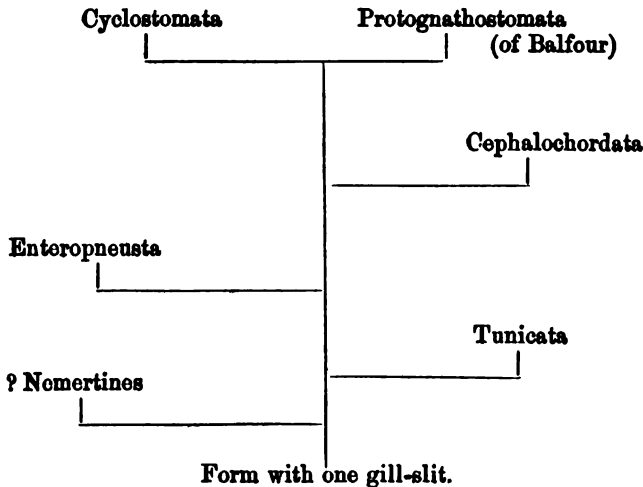 Cyclostomata
Protognathostomata
(of Balfour)
Cephalochordata
Enteropneusta
Tunicata
? Nemertines
Form with one gill-slit.